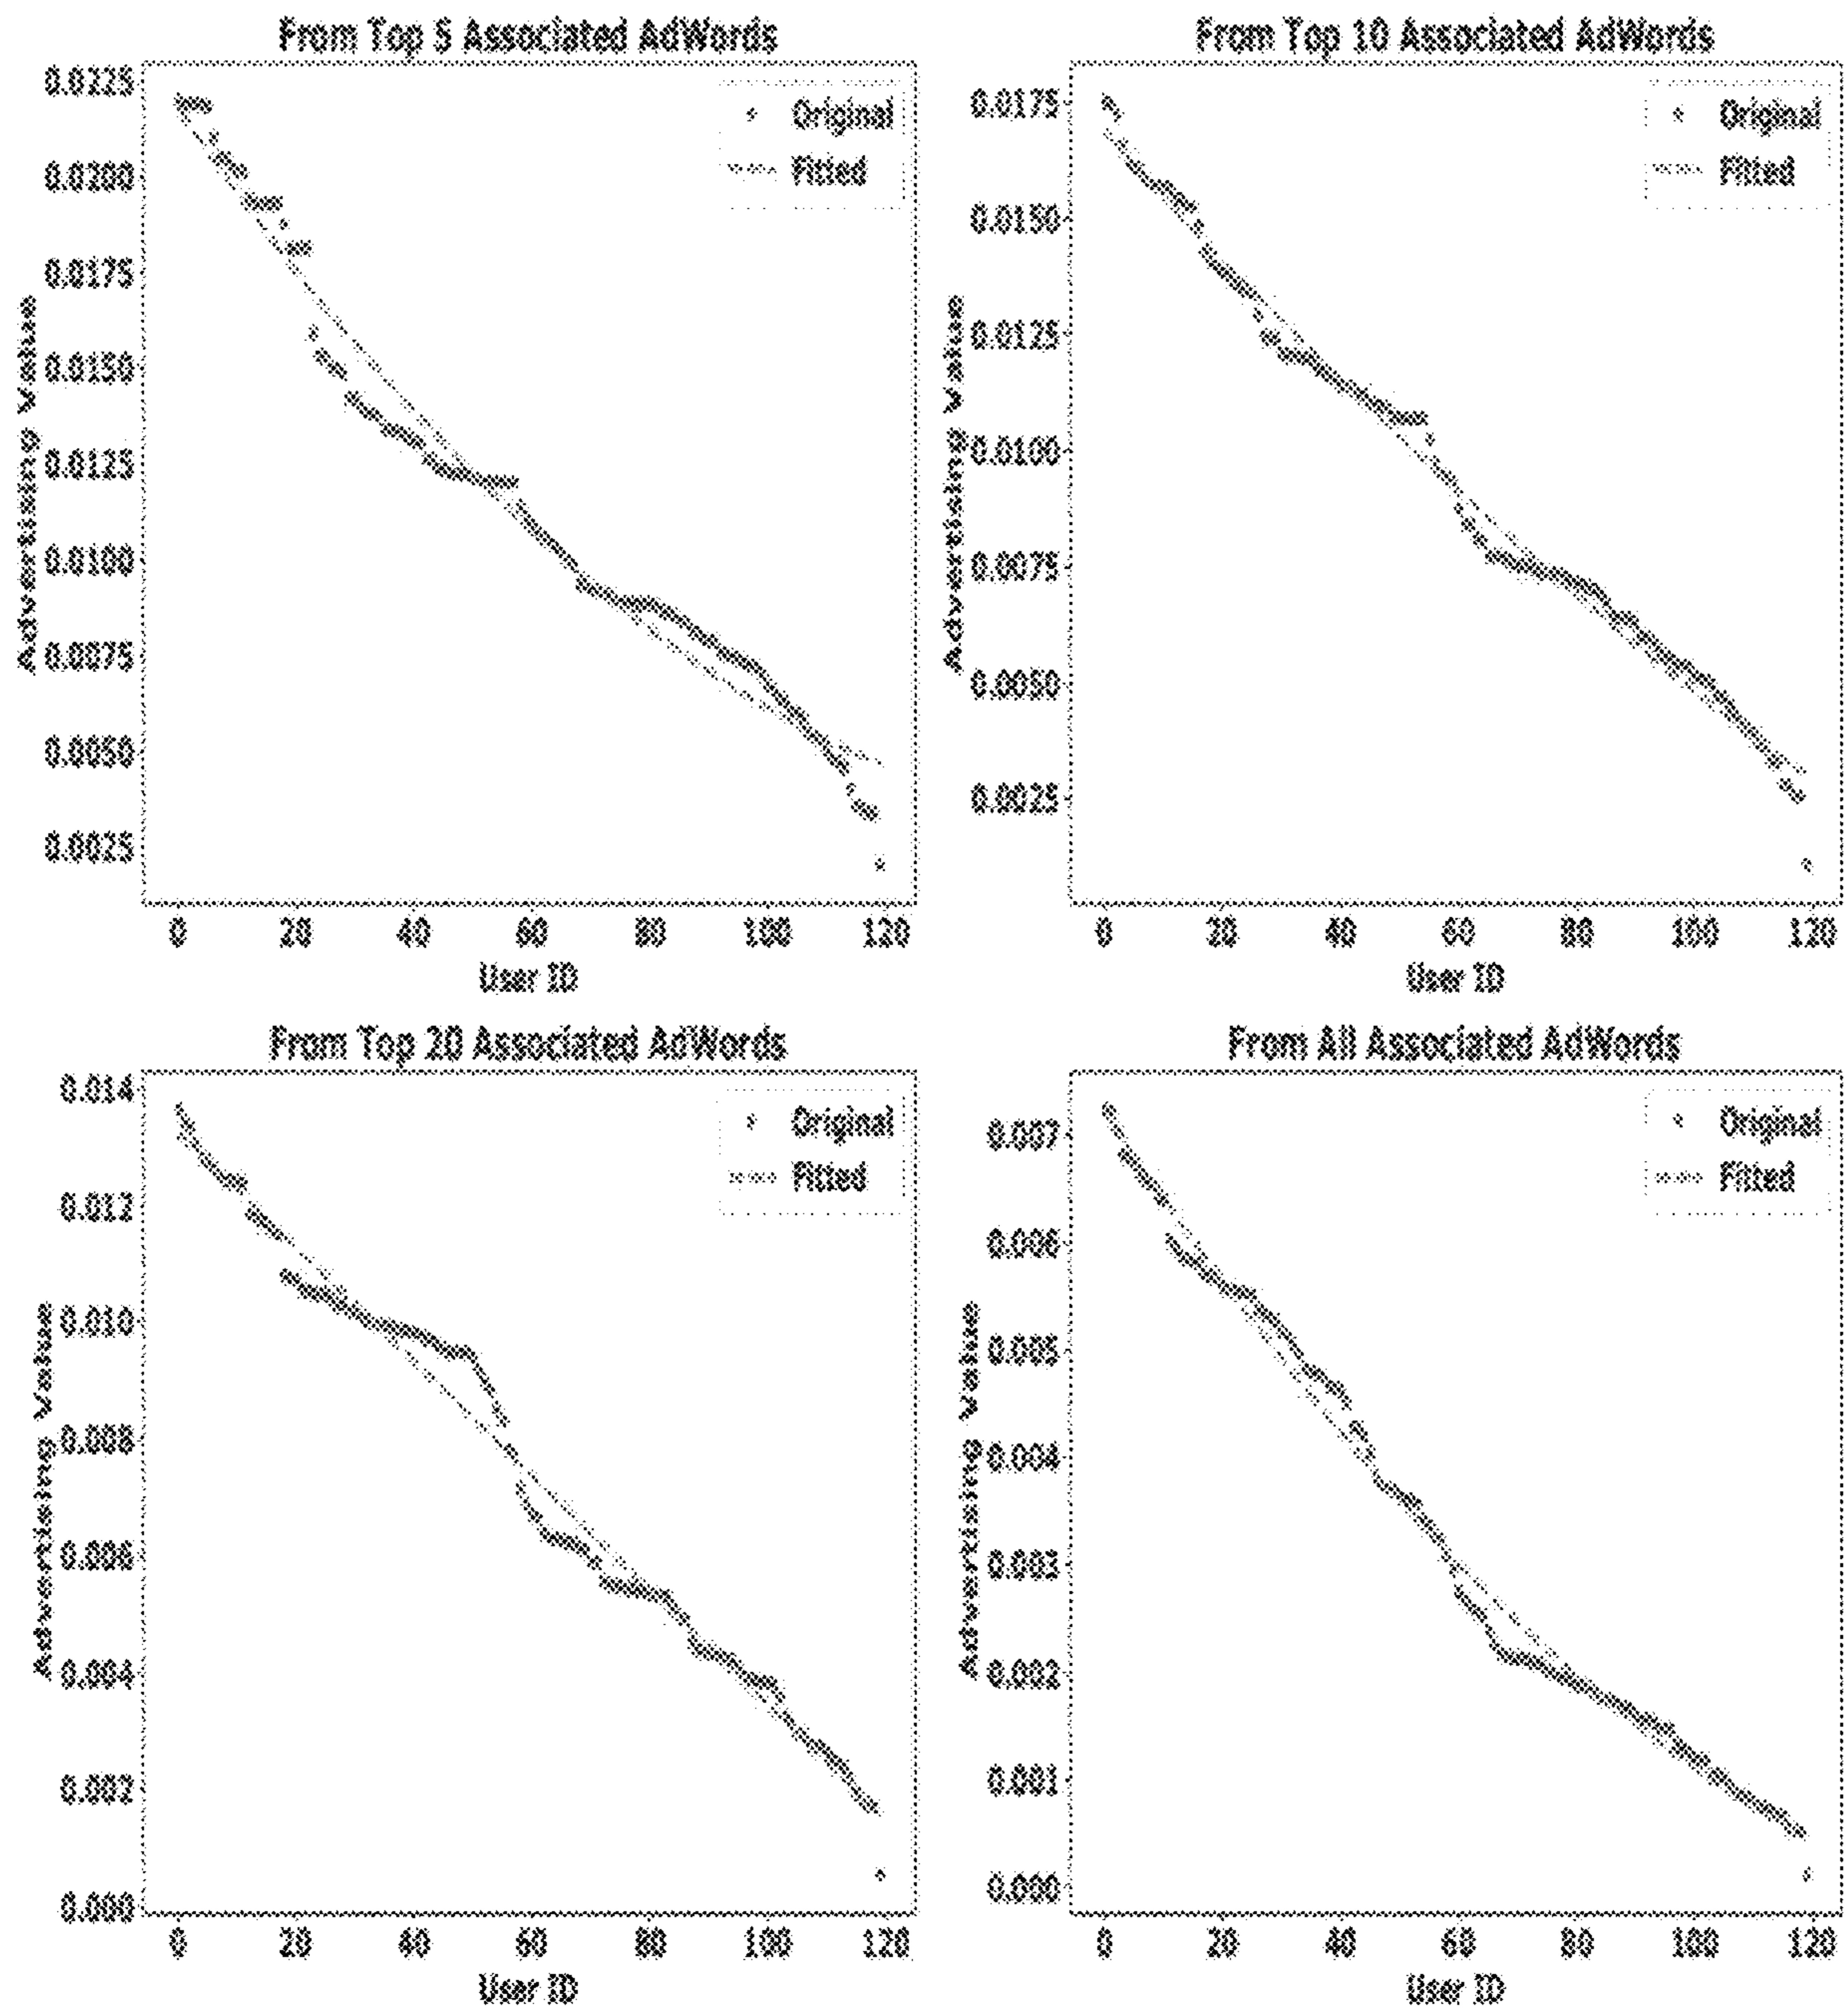 From Top 5 Associated AdWords
0.0225
0.0200
0.0175
0.0150
0.0125
0.0100
0.0075
0.0050
0.0025
Advertising Value
Original
Fitted
0 20 40 60 80 100 120
User ID
From Top 10 Associated AdWords
0.0175
0.0150
0.0125
0.0100
0.0075
0.0050
0.0025
Advertising Value
Original
Fitted
0 20 40 60 80 100 120
User ID
From Top 20 Associated AdWords
0.014
0.012
0.010
0.008
0.006
0.004
0.002
0.000
Advertising Value
Original
Fitted
0 20 40 60 80 100 120
User ID
From All Associated AdWords
0.007
0.006
0.005
0.004
0.003
0.002
0.001
0.000
Advertising Value
Original
Fitted
0 20 40 60 80 100 120
User ID